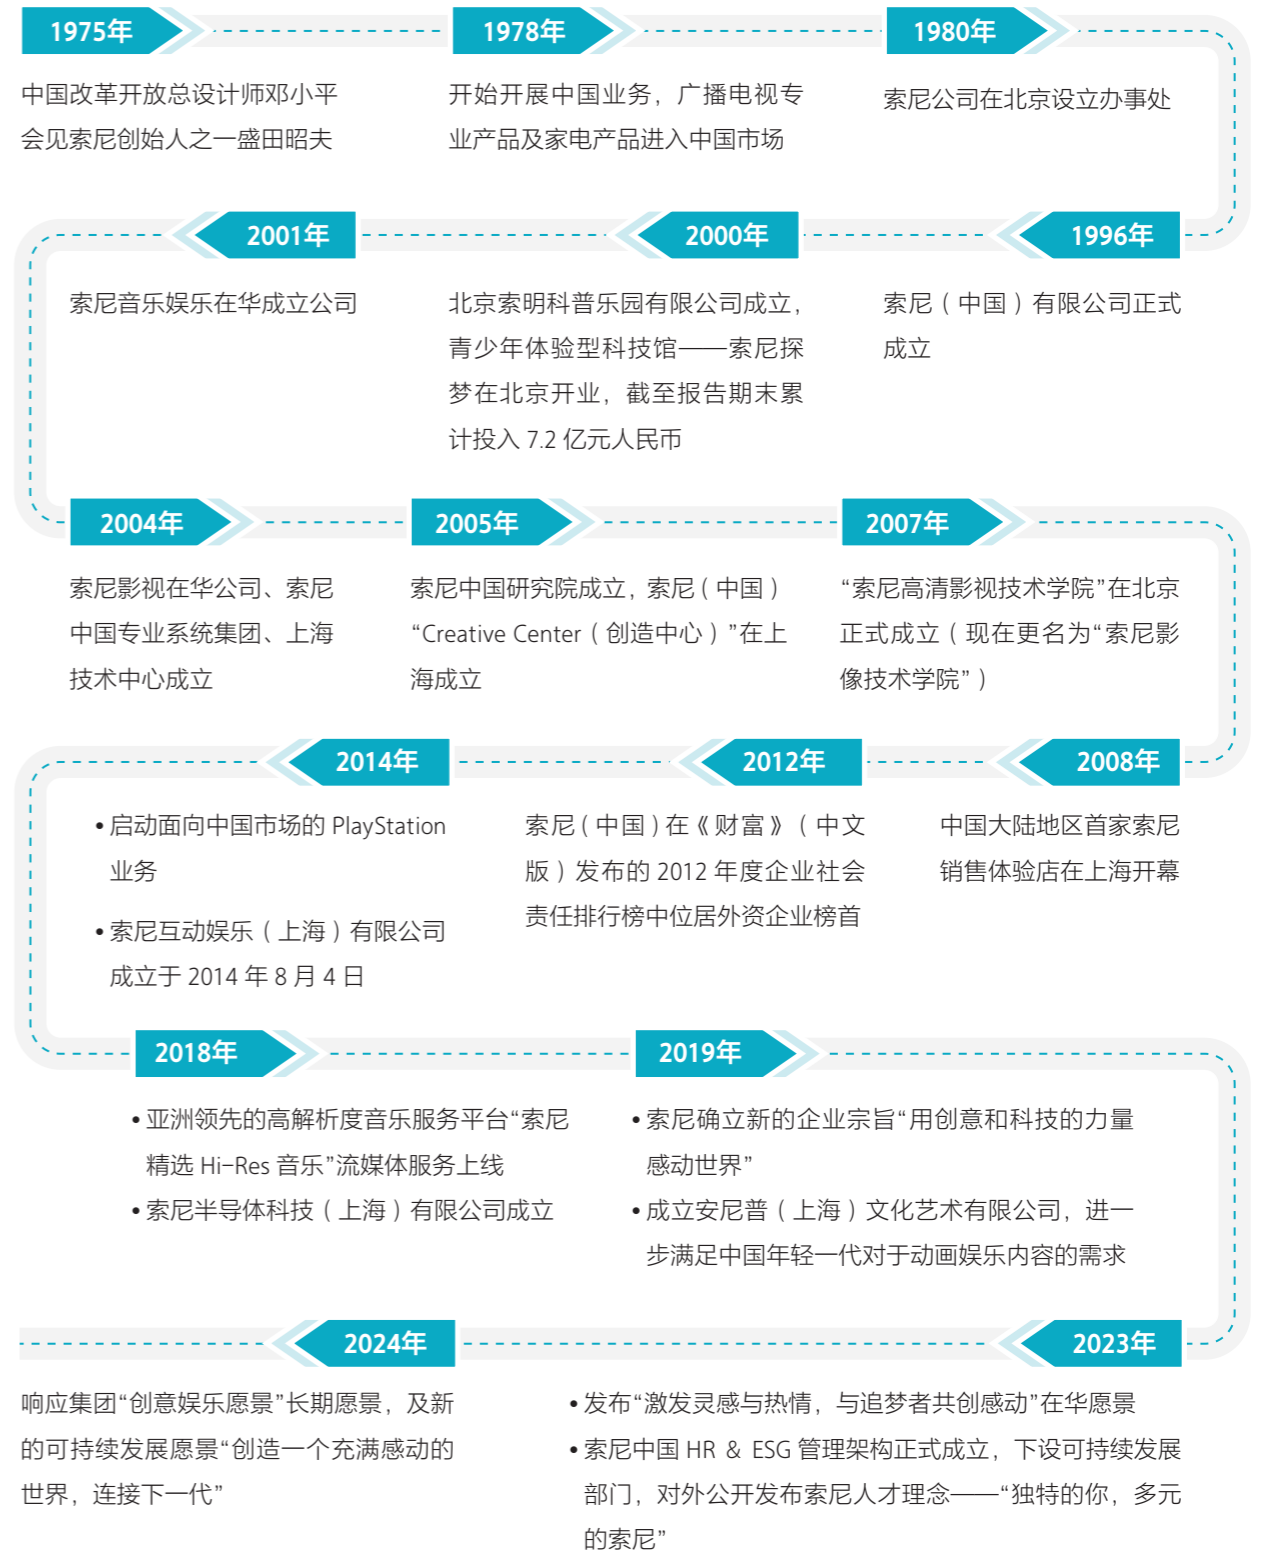 1975年
中国改革开放总设计师邓小平
会见索尼创始人之一盛田昭夫
1978年
开始开展中国业务，广播电视专
业产品及家电产品进入中国市场
1980年
索尼公司在北京设立办事处
1996年
索尼（中国）有限公司正式
成立
2000年
北京索明科普乐园有限公司成立，
青少年体验型科技馆——索尼探
梦在北京开业，截至报告期末累
计投入 7.2 亿元人民币
2001年
索尼音乐娱乐在华成立公司
2004年
索尼影视在华公司、索尼
中国专业系统集团、上海
技术中心成立
2005年
索尼中国研究院成立，索尼（中国）
“Creative Center（创造中心）”在上
海成立
2007年
“索尼高清影视技术学院”在北京
正式成立（现在更名为“索尼影
像技术学院”）
2008年
中国大陆地区首家索尼
销售体验店在上海开幕
2012年
索尼（中国）在《财富》（中文
版）发布的 2012 年度企业社会
责任排行榜中位居外资企业榜首
2014年
• 启动面向中国市场的 PlayStation
业务
• 索尼互动娱乐（上海）有限公司
成立于 2014 年 8 月 4 日
2018年
• 亚洲领先的高解析度音乐服务平台“索尼
精选 Hi-Res 音乐”流媒体服务上线
• 索尼半导体科技（上海）有限公司成立
2019年
• 索尼确立新的企业宗旨“用创意和科技的力量
感动世界”
• 成立安尼普（上海）文化艺术有限公司，进一
步满足中国年轻一代对于动画娱乐内容的需求
2023年
• 发布“激发灵感与热情，与追梦者共创感动”在华愿景
• 索尼中国 HR & ESG 管理架构正式成立，下设可持续发展
部门，对外公开发布索尼人才理念——“独特的你，多元
的索尼”
2024年
响应集团“创意娱乐愿景”长期愿景，及新
的可持续发展愿景“创造一个充满感动的
世界，连接下一代”